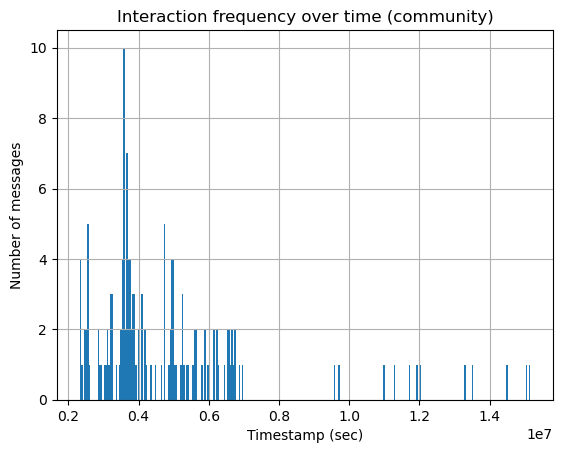 Interaction frequency over time (community)
Number of messages
10
8
6
4
2
0
0.2 0.4 0.6 0.8 1.0 1.2 1.4
1e7
Timestamp (sec)